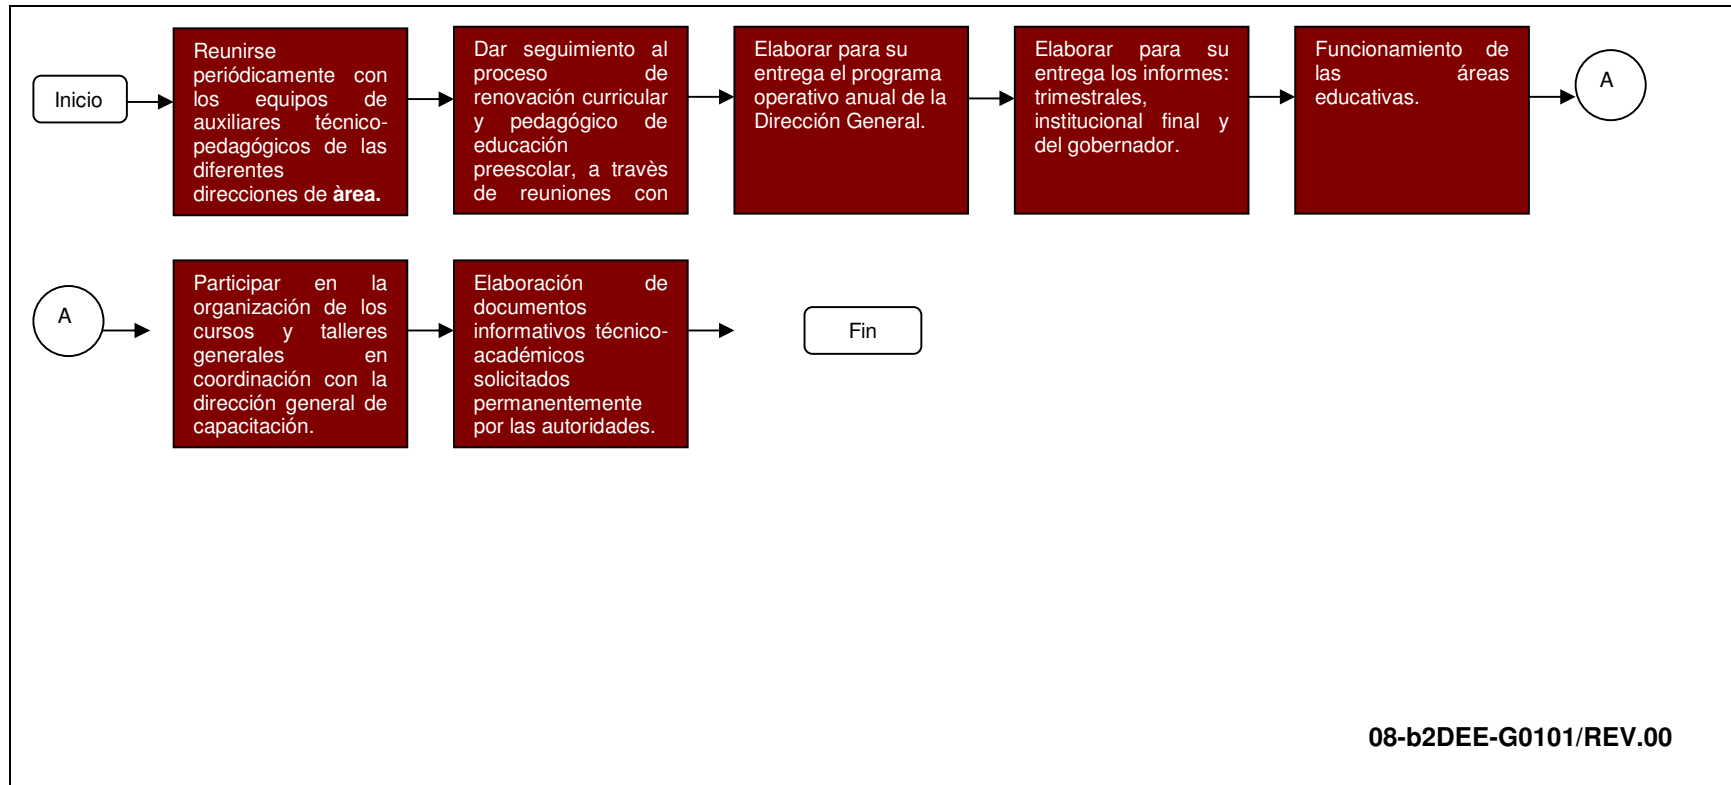 Inicio
Reunirse
periódicamente con
los equipos de
auxiliares técnico-
pedagógicos de las
diferentes
direcciones de àrea.
Dar seguimiento al
proceso de
renovación curricular
y pedagógico de
educación
preescolar, a travès
de reuniones con
Elaborar para su
entrega el programa
operativo anual de la
Dirección General.
Elaborar para su
entrega los informes:
trimestrales,
institucional final y
del gobernador.
Funcionamiento de
las áreas
educativas.
A
A
Participar en la
organización de los
cursos y talleres
generales en
coordinación con la
dirección general de
capacitación.
Elaboración de
documentos
informativos técnico-
académicos
solicitados
permanentemente
por las autoridades.
Fin
08-b2DEE-G0101/REV.00